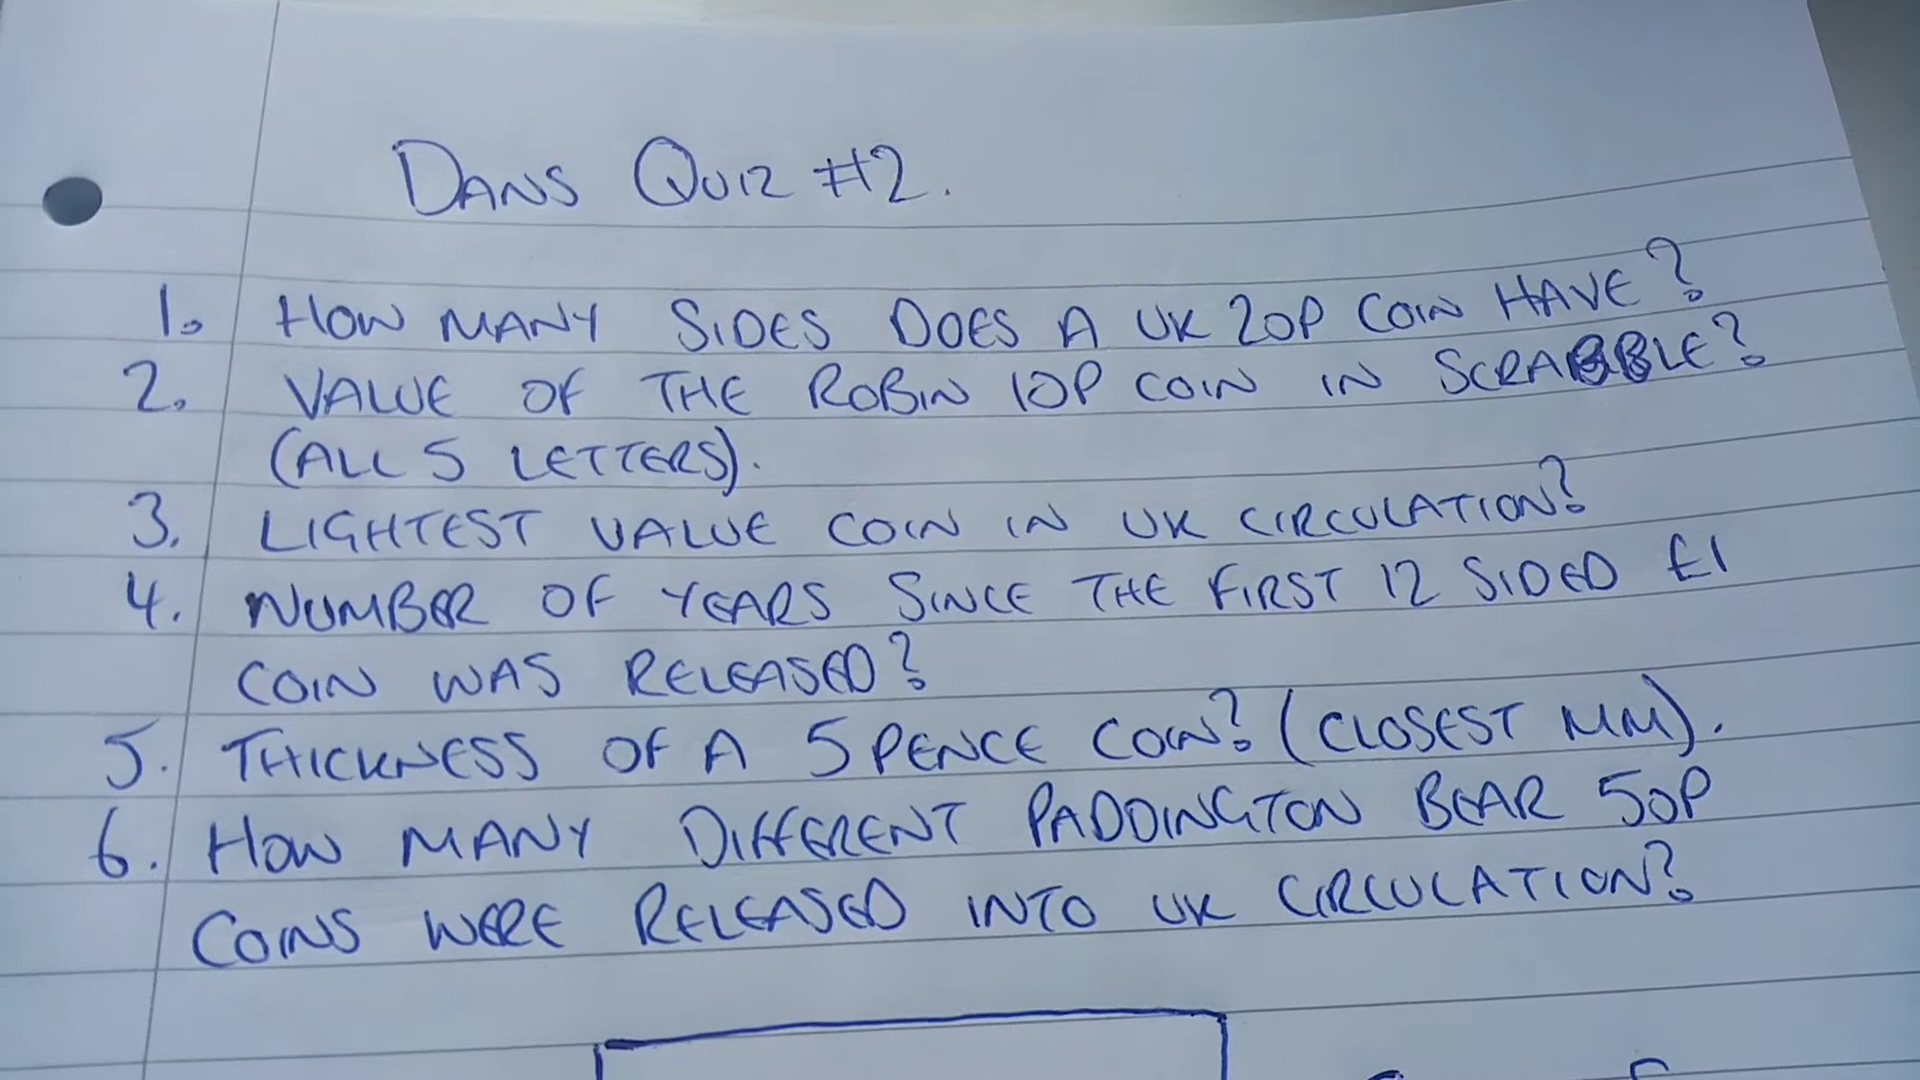 DANS QUIZ #2.
1. HOW MANY SIDES DOES A UK 20P COIN HAVE?
2. VALUE OF THE ROBIN 10P COIN IN SCRABBLE?
(ALL 5 LETTERS).
3. LIGHTEST VALUE COIN IN UK CIRCULATION?
4. NUMBER OF YEARS SINCE THE FIRST 12 SIDED £1
COIN WAS RELEASED?
5. THICKNESS OF A 5 PENCE COIN? (CLOSEST MM).
6. HOW MANY DIFFERENT PADDINGTON BEAR 50P
COINS WERE RELEASED INTO UK CIRCULATION?